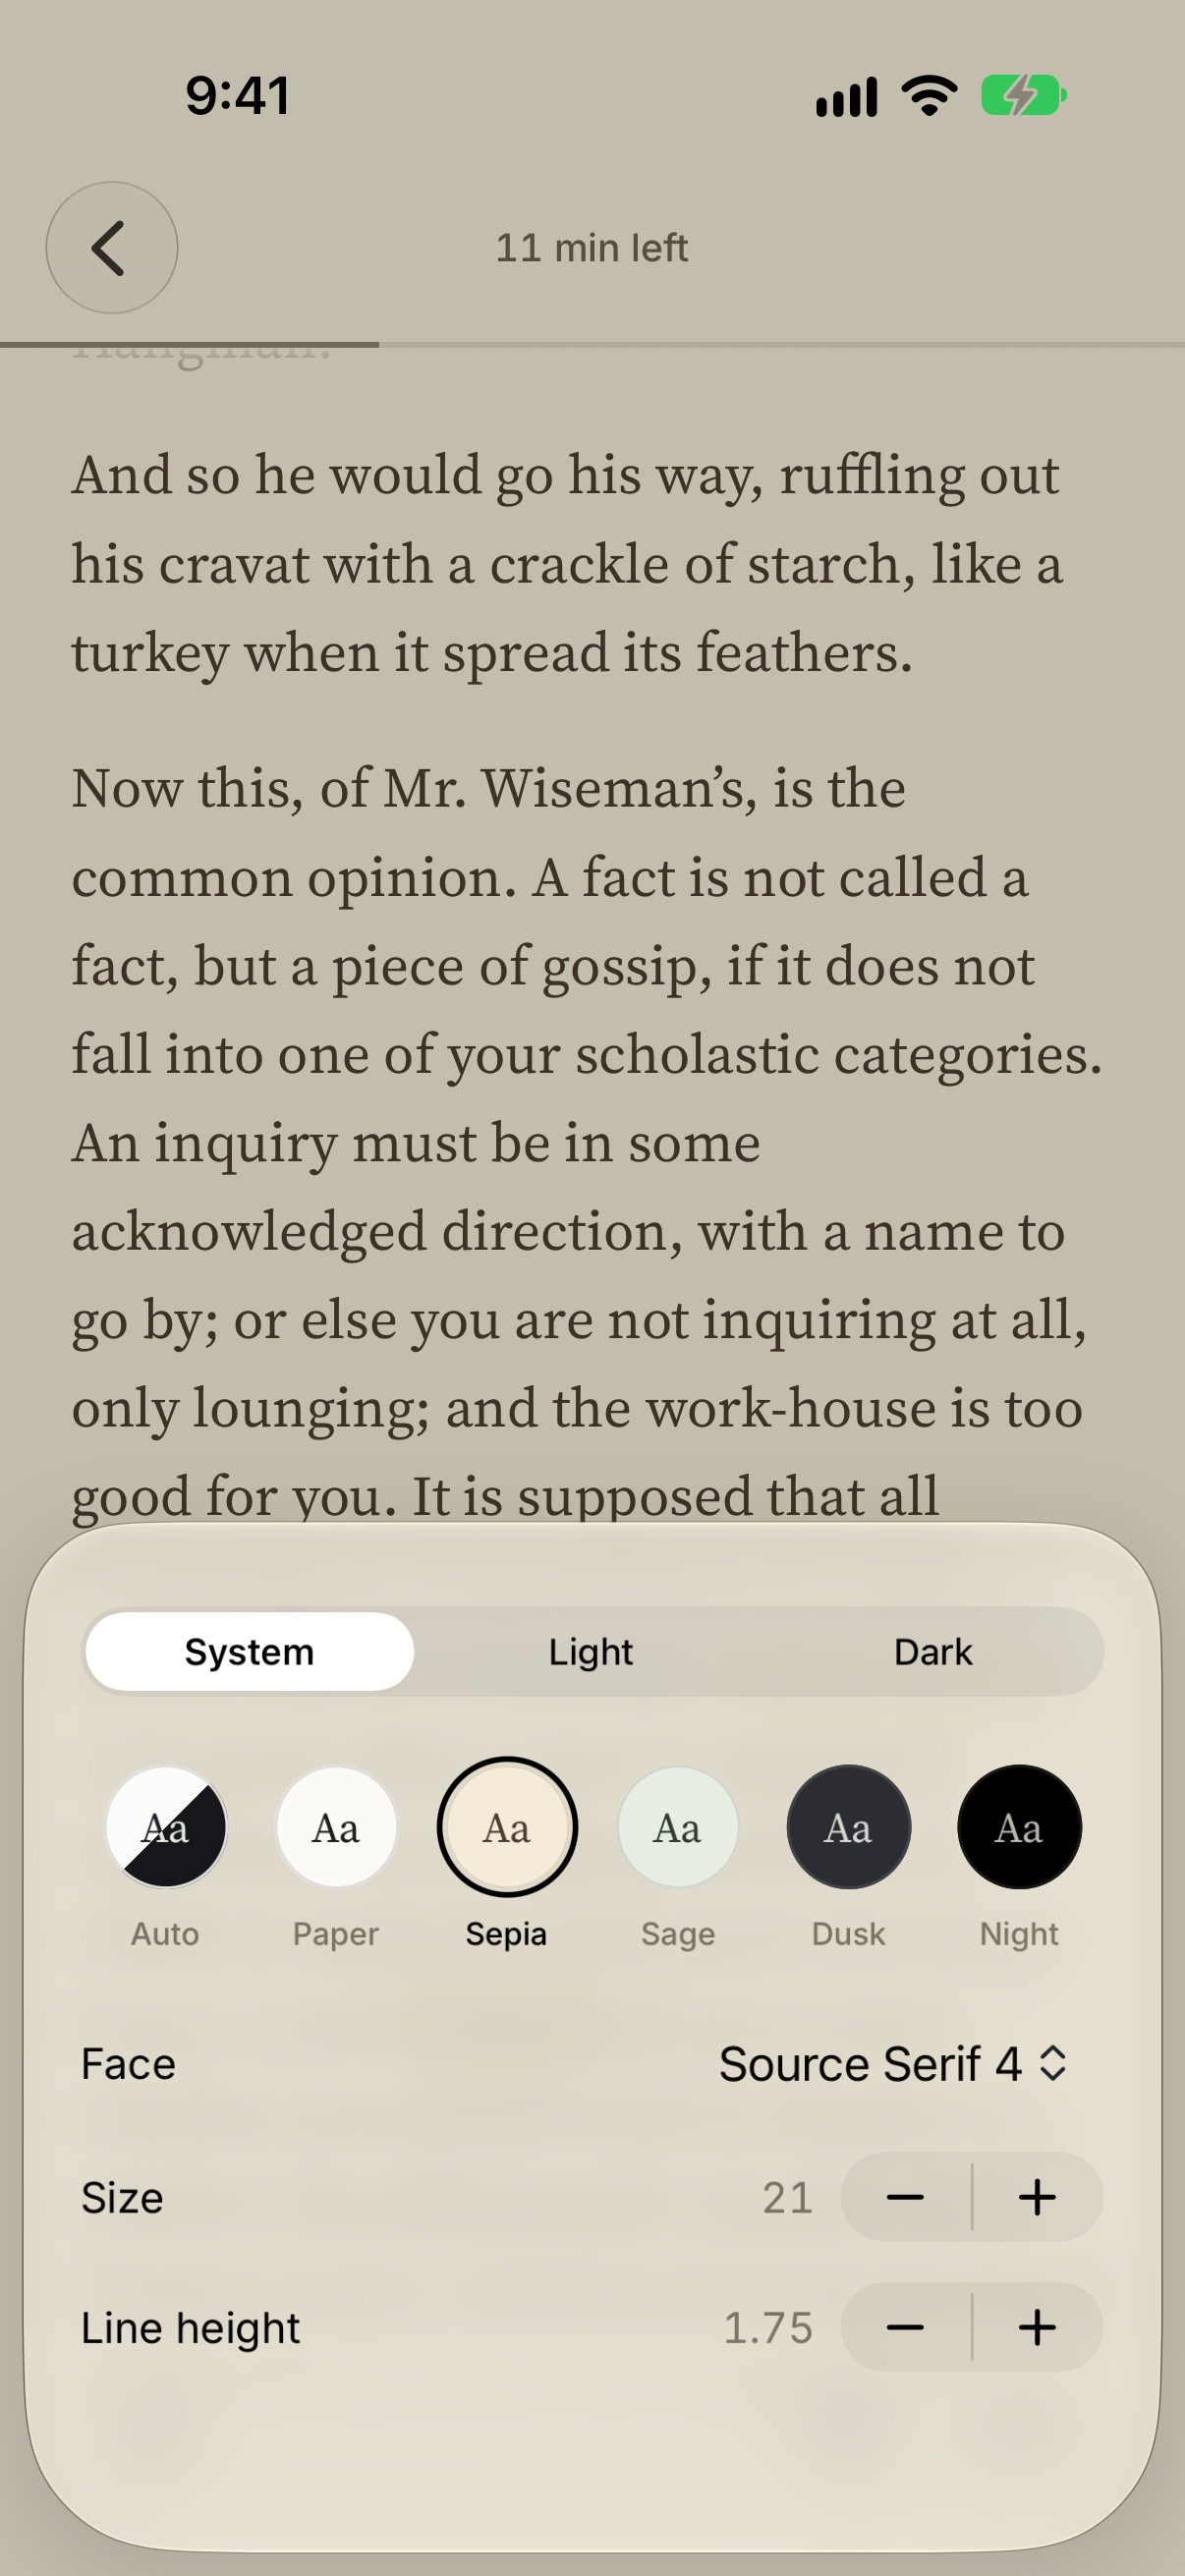 9:41
11 min left
Hangman.
And so he would go his way, ruffling out
his cravat with a crackle of starch, like a
turkey when it spread its feathers.
Now this, of Mr. Wiseman’s, is the
common opinion. A fact is not called a
fact, but a piece of gossip, if it does not
fall into one of your scholastic categories.
An inquiry must be in some
acknowledged direction, with a name to
go by; or else you are not inquiring at all,
only lounging; and the work-house is too
good for you. It is supposed that all
System Light Dark
Aa Aa Aa Aa Aa Aa
Auto Paper Sepia Sage Dusk Night
Face Source Serif 4
Size 21 − +
Line height 1.75 − +